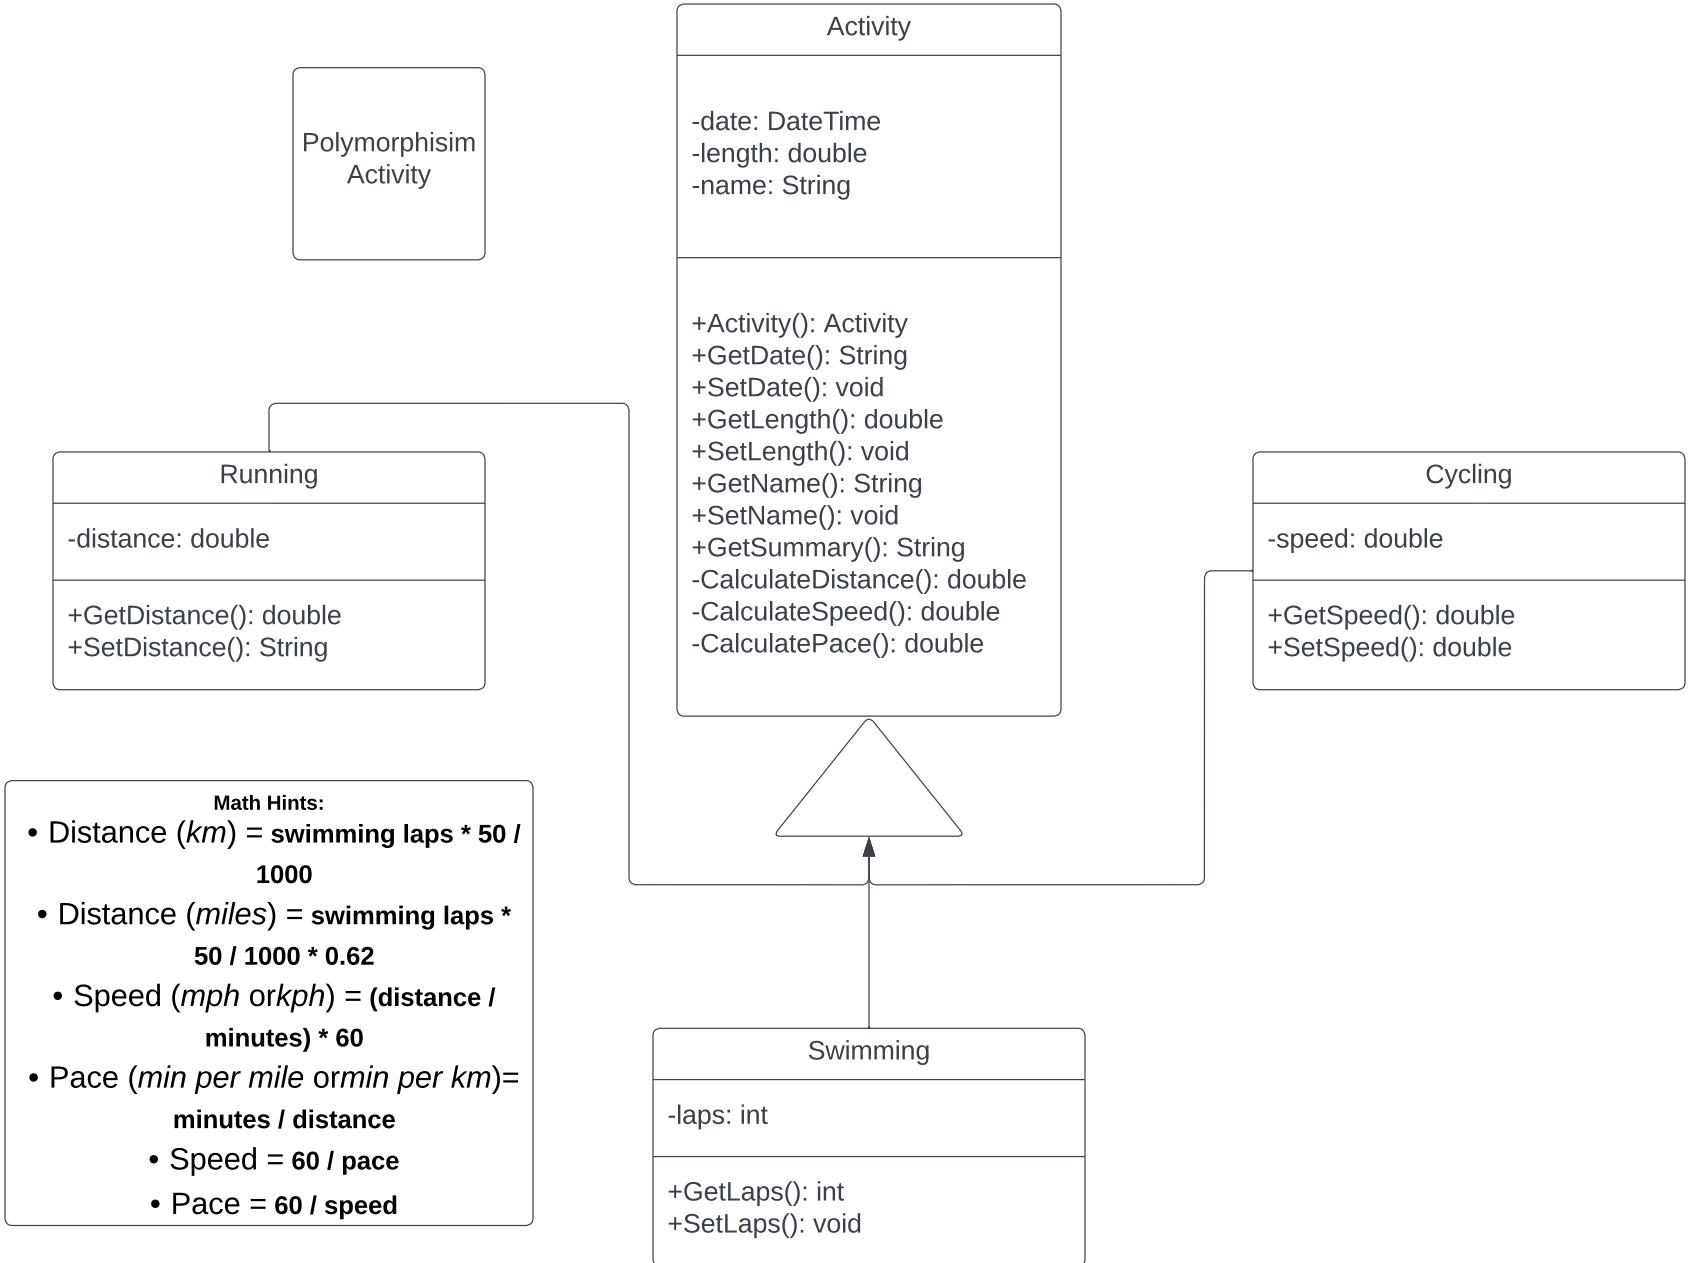 Polymorphisim
Activity
Activity
-date: DateTime
-length: double
-name: String
+Activity(): Activity
+GetDate(): String
+SetDate(): void
+GetLength(): double
+SetLength(): void
+GetName(): String
+SetName(): void
+GetSummary(): String
-CalculateDistance(): double
-CalculateSpeed(): double
-CalculatePace(): double
Running
-distance: double
+GetDistance(): double
+SetDistance(): String
Cycling
-speed: double
+GetSpeed(): double
+SetSpeed(): double
Math Hints:
• Distance (km) = swimming laps * 50 /
1000
• Distance (miles) = swimming laps *
50 / 1000 * 0.62
• Speed (mph orkph) = (distance /
minutes) * 60
• Pace (min per mile ormin per km)=
minutes / distance
• Speed = 60 / pace
• Pace = 60 / speed
Swimming
-laps: int
+GetLaps(): int
+SetLaps(): void